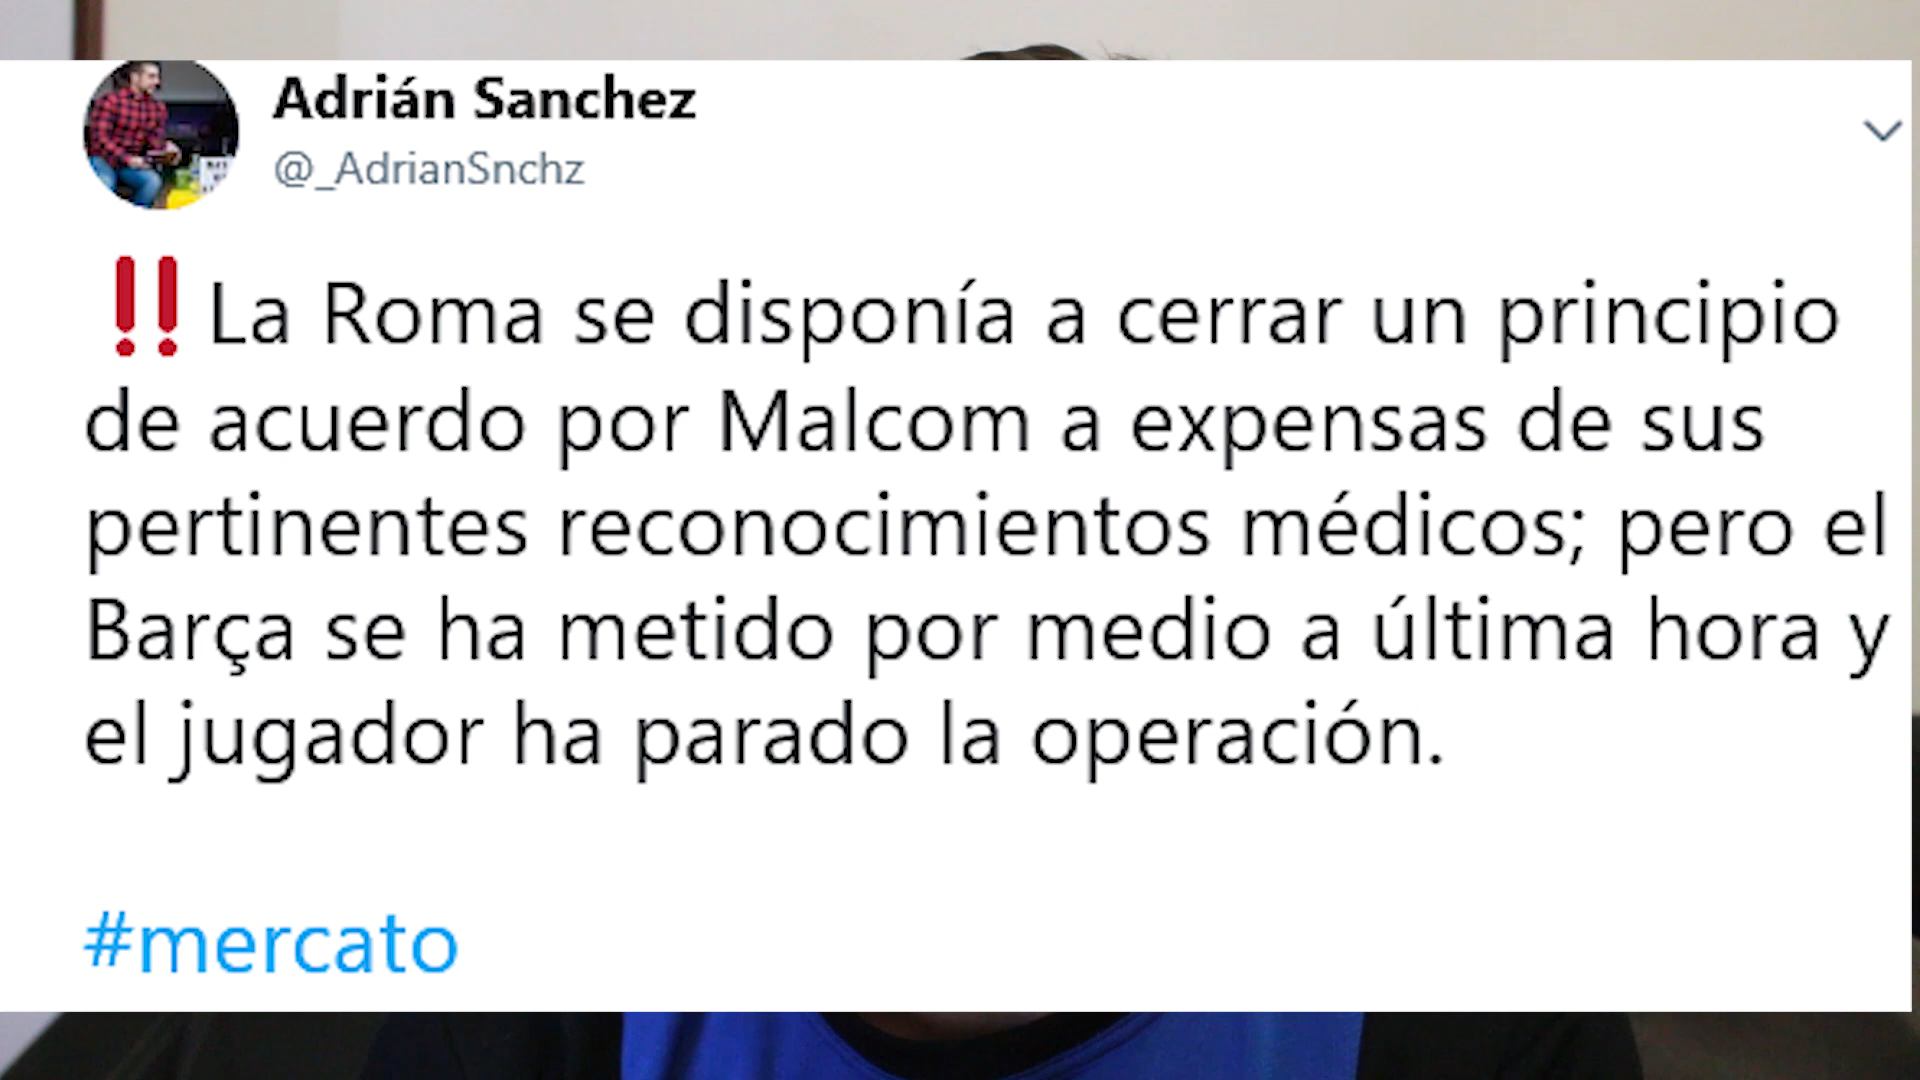 Adrián Sanchez
@_AdrianSnchz
‼La Roma se disponía a cerrar un principio
de acuerdo por Malcom a expensas de sus
pertinentes reconocimientos médicos; pero el
Barça se ha metido por medio a última hora y
el jugador ha parado la operación.
#mercato